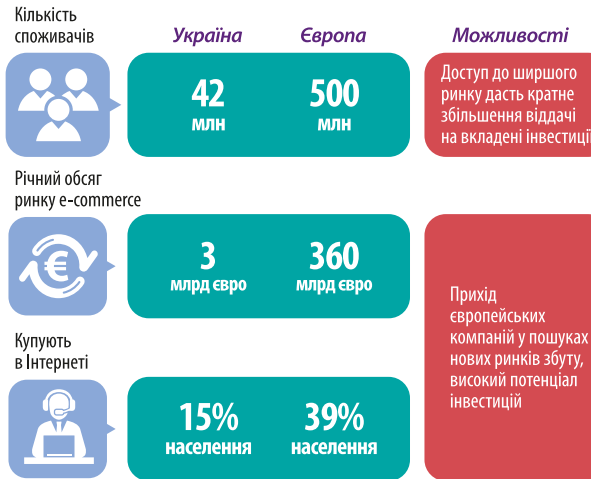 Кількість
споживачів
Україна
Європа
Можливості
42
млн
500
млн
Доступ до ширшого
ринку дасть кратне
збільшення віддачі
на вкладені інвестиції
Річний обсяг
ринку e-commerce
€
3
млрд євро
360
млрд євро
Прихід
європейських
компаній у пошуках
нових ринків збуту,
високий потенціал
інвестицій
Купують
в Інтернеті
15%
населення
39%
населення